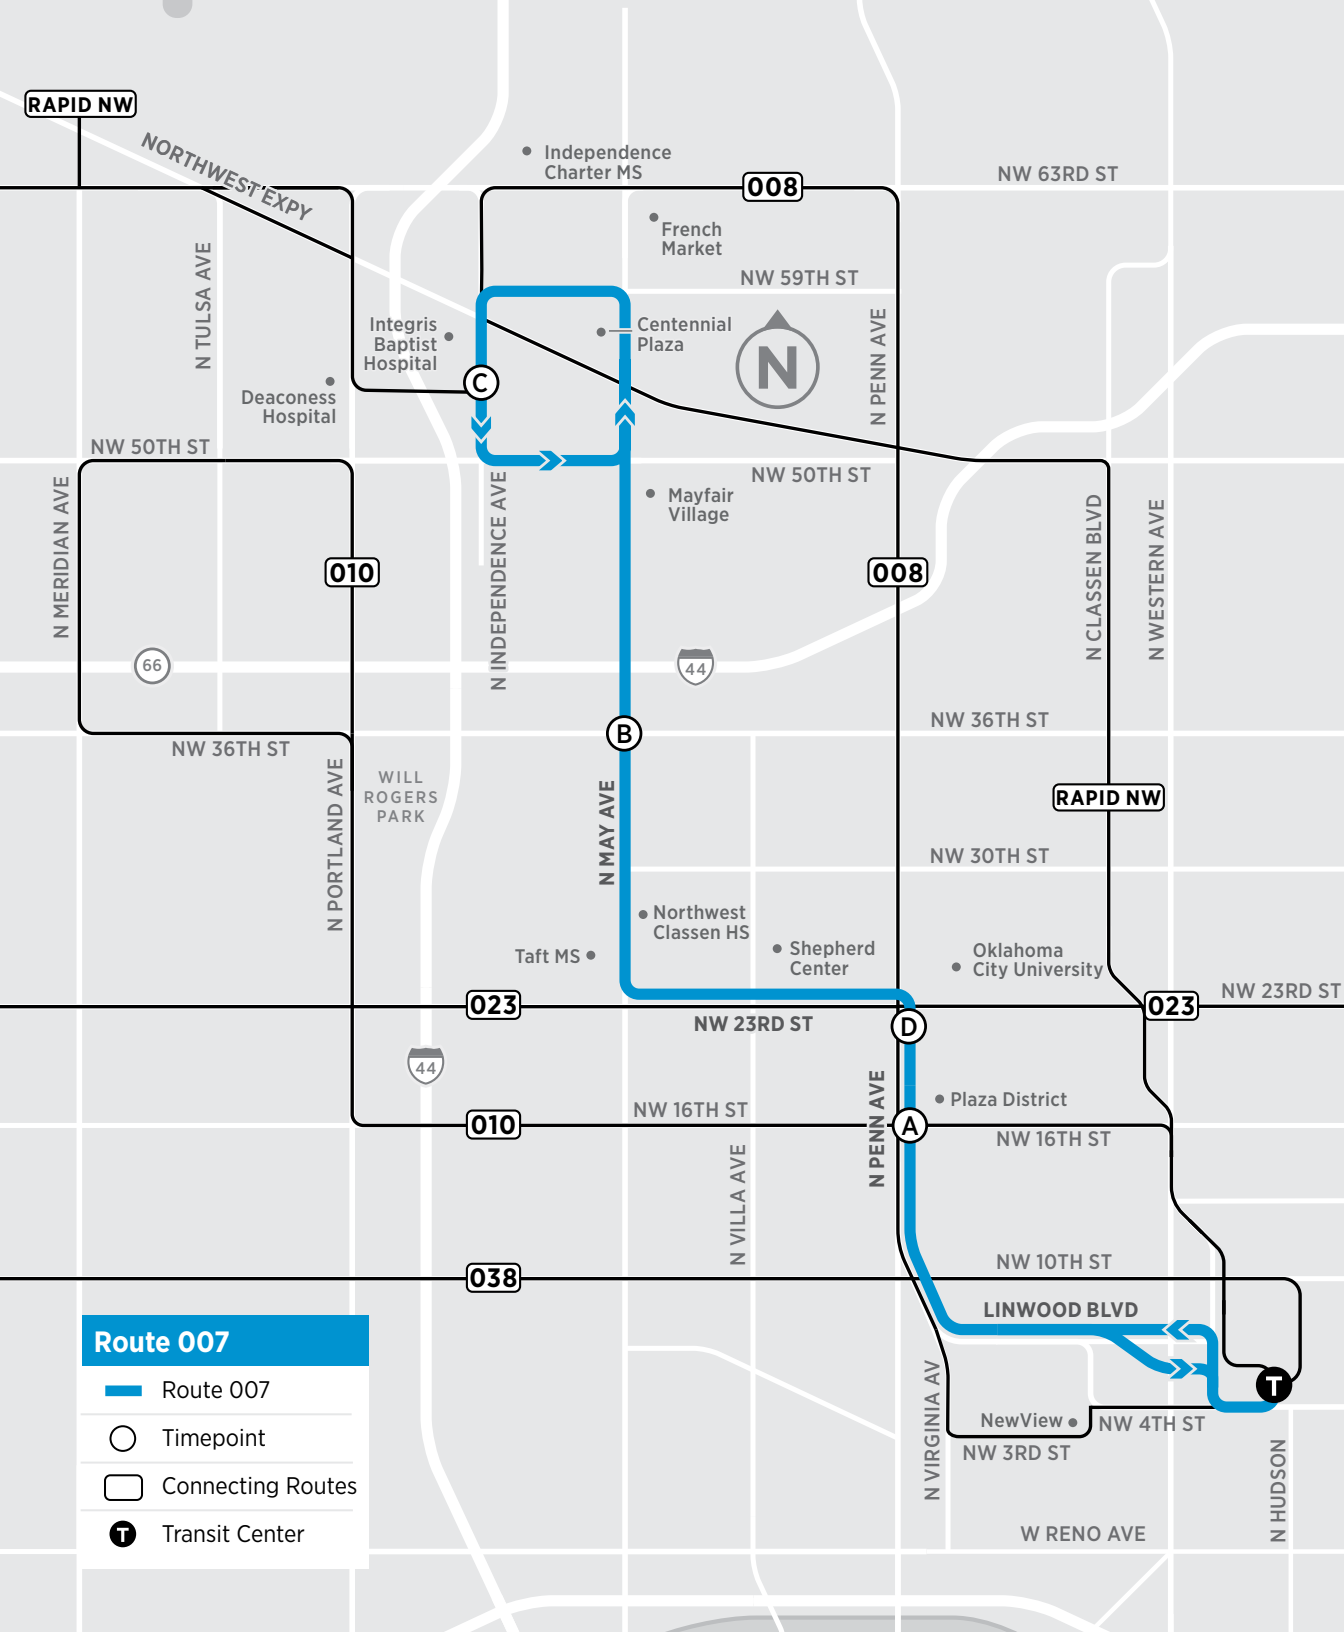 RAPID NW
NORTHWEST EXPY
Independence
Charter MS
008
NW 63RD ST
French
Market
N TULSA AVE
NW 59TH ST
Integris
Baptist
Hospital
Centennial
Plaza
N
N PENN AVE
C
Deaconess
Hospital
NW 50TH ST
NW 50TH ST
Mayfair
Village
N MERIDIAN AVE
N INDEPENDENCE AVE
N CLASSEN BLVD
N WESTERN AVE
010
008
66
44
B
NW 36TH ST
NW 36TH ST
WILL
ROGERS
PARK
N PORTLAND AVE
N MAY AVE
RAPID NW
NW 30TH ST
Northwest
Classen HS
Taft MS
Shepherd
Center
Oklahoma
City University
023
023
NW 23RD ST
NW 23RD ST
D
44
N PENN AVE
Plaza District
010
NW 16TH ST
A
NW 16TH ST
N VILLA AVE
038
NW 10TH ST
LINWOOD BLVD
N VIRGINIA AV
T
NewView
NW 4TH ST
NW 3RD ST
N HUDSON
W RENO AVE
Route 007
Route 007
Timepoint
Connecting Routes
T Transit Center